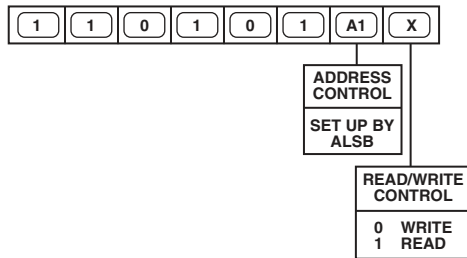 1 1 0 1 0 1 A1 X
ADDRESS
CONTROL
SET UP BY
ALSB
READ/WRITE
CONTROL
0 WRITE
1 READ